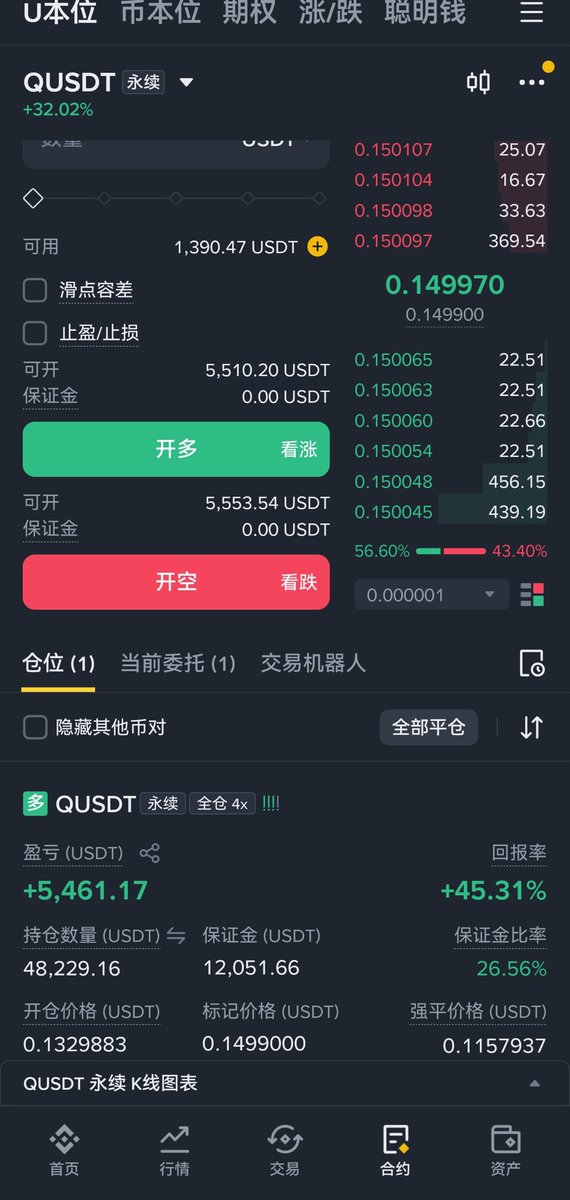 U本位 币本位 期权 涨/跌 聪明钱
QUSDT 永续
+32.02%
数量 USDT
可用 1,390.47 USDT
滑点容差
止盈/止损
可开 5,510.20 USDT
保证金 0.00 USDT
开多 看涨
可开 5,553.54 USDT
保证金 0.00 USDT
开空 看跌
0.150107 25.07
0.150104 16.67
0.150098 33.63
0.150097 369.54
0.149970
0.149900
0.150065 22.51
0.150063 22.51
0.150060 22.66
0.150054 22.51
0.150048 456.15
0.150045 439.19
56.60% 43.40%
0.000001
仓位 (1) 当前委托 (1) 交易机器人
隐藏其他币对 全部平仓
多 QUSDT 永续 全仓 4x !!!!
盈亏 (USDT) 回报率
+5,461.17 +45.31%
持仓数量 (USDT) 保证金 (USDT) 保证金比率
48,229.16 12,051.66 26.56%
开仓价格 (USDT) 标记价格 (USDT) 强平价格 (USDT)
0.1329883 0.1499000 0.1157937
QUSDT 永续 K线图表
首页 行情 交易 合约 资产